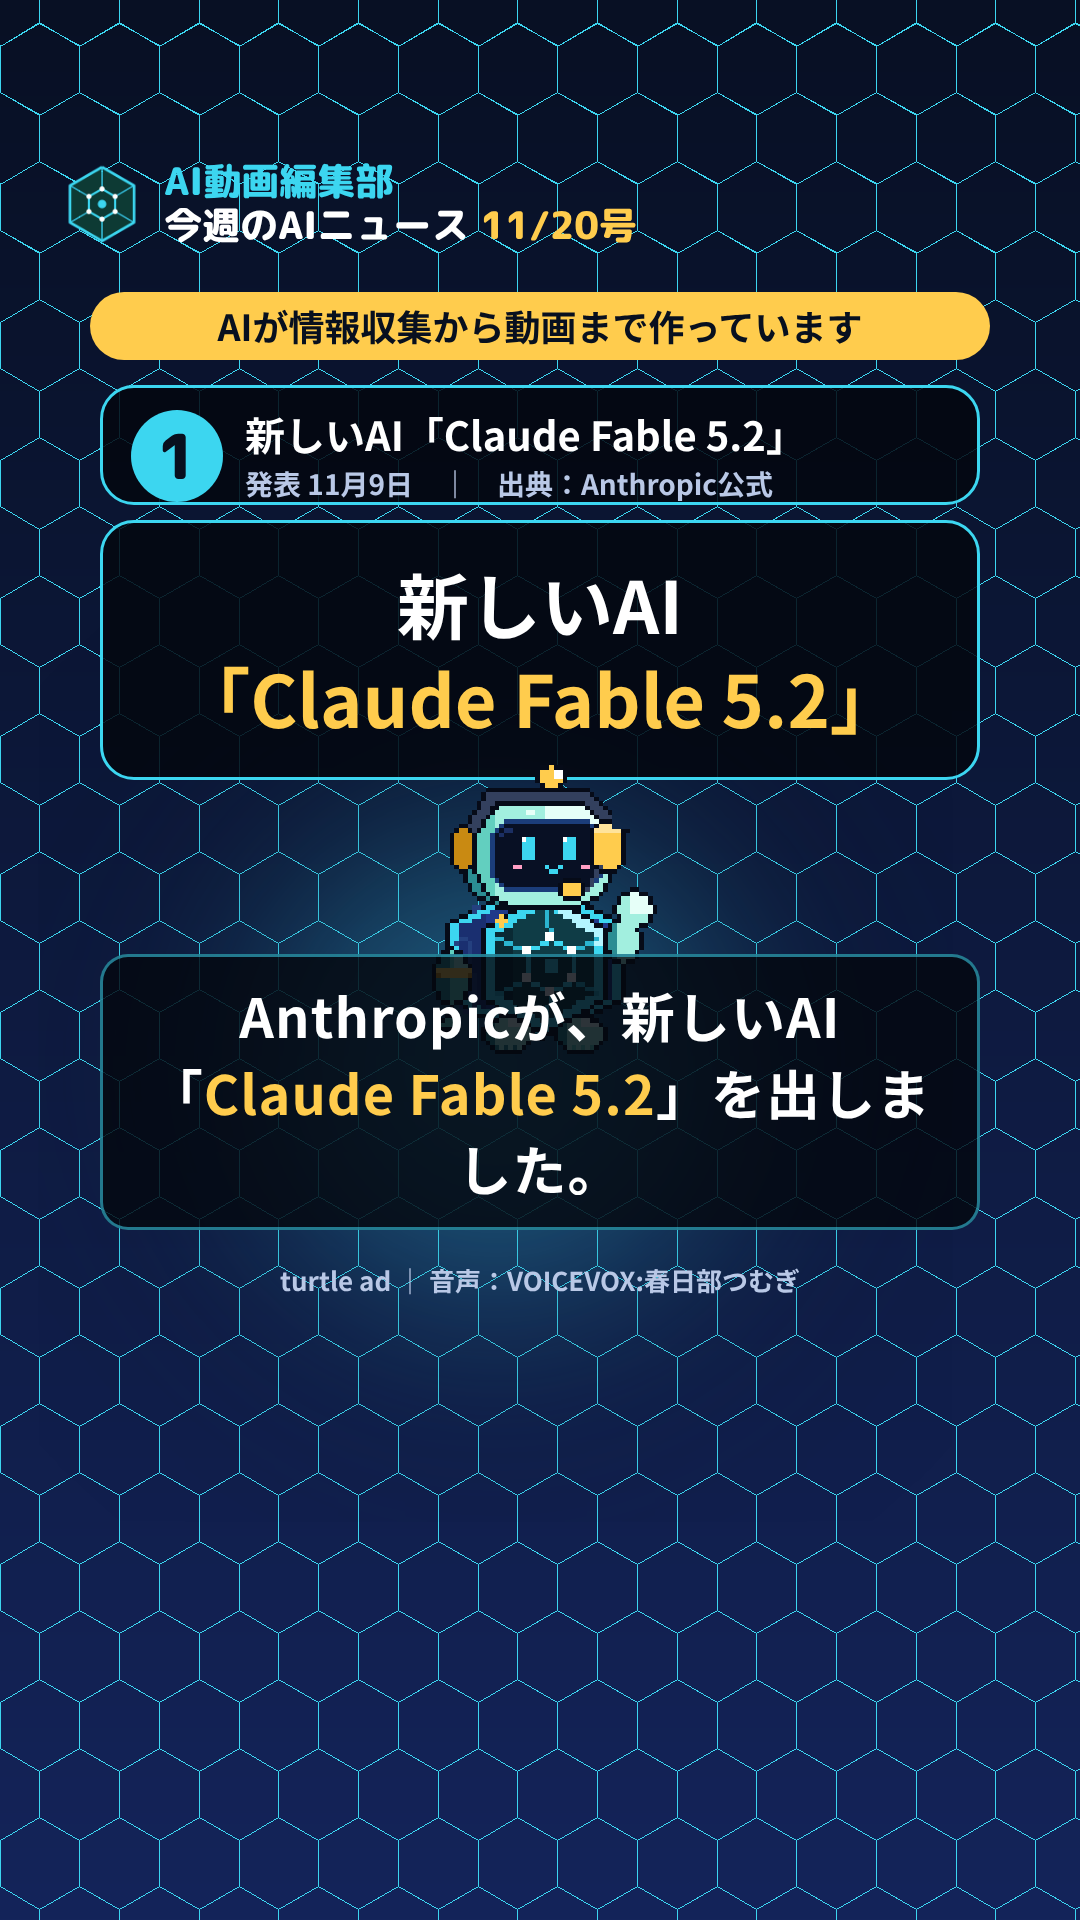 AI動画編集部
今週のAIニュース 11/20号
AIが情報収集から動画まで作っています
1
新しいAI「Claude Fable 5.2」
発表 11月9日 ｜ 出典：Anthropic公式
新しいAI
「Claude Fable 5.2」
Anthropicが、新しいAI
「Claude Fable 5.2」を出しま
した。
turtle ad ｜ 音声：VOICEVOX:春日部つむぎ